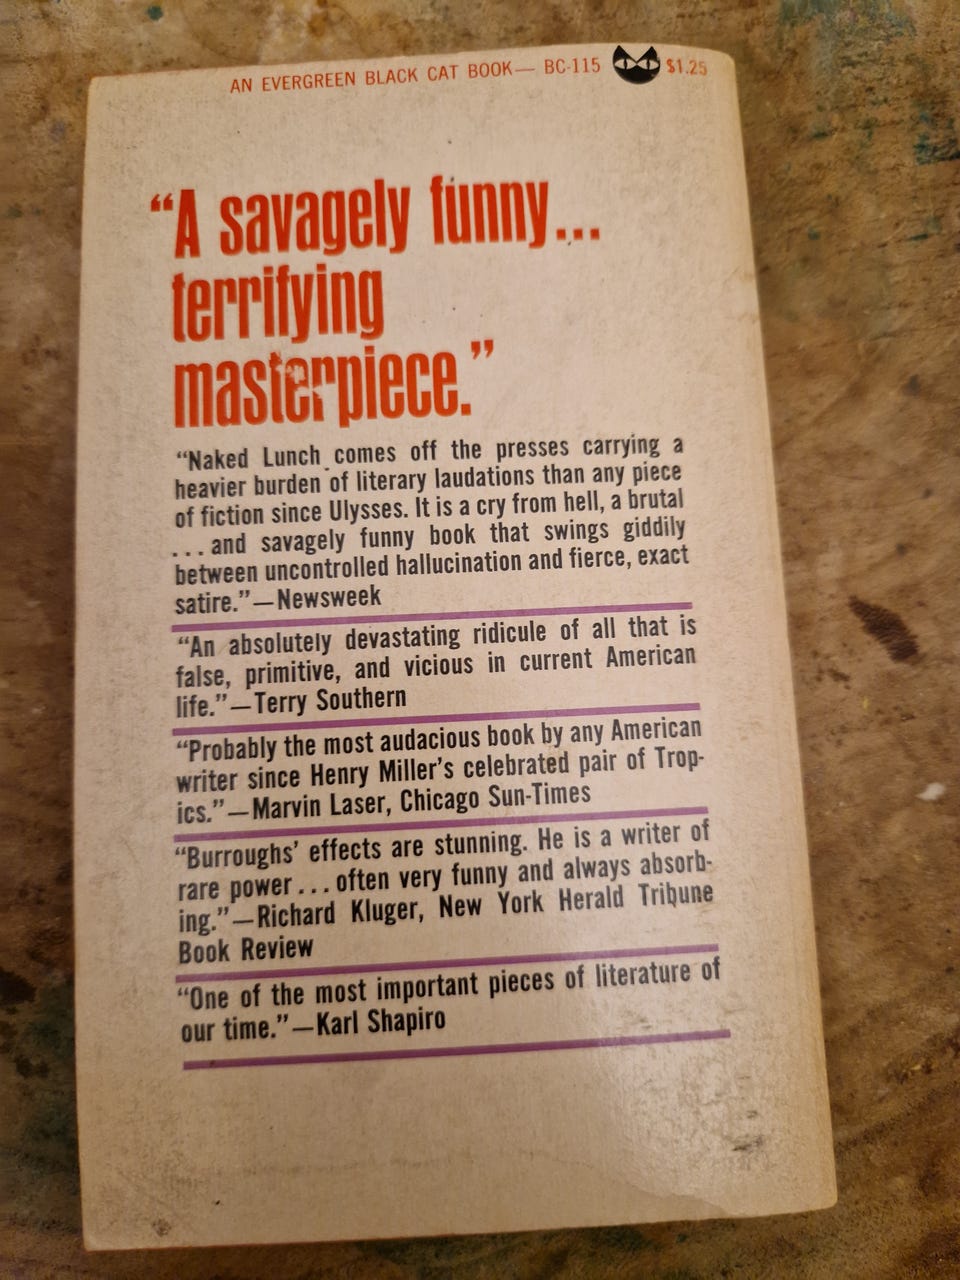 AN EVERGREEN BLACK CAT BOOK— BC-115 $1.25
“A savagely funny...
terrifying
masterpiece.”
“Naked Lunch comes off the presses carrying a
heavier burden of literary laudations than any piece
of fiction since Ulysses. It is a cry from hell, a brutal
...and savagely funny book that swings giddily
between uncontrolled hallucination and fierce, exact
satire.”—Newsweek
“An absolutely devastating ridicule of all that is
false, primitive, and vicious in current American
life.”—Terry Southern
“Probably the most audacious book by any American
writer since Henry Miller’s celebrated pair of Trop-
ics.”—Marvin Laser, Chicago Sun-Times
“Burroughs’ effects are stunning. He is a writer of
rare power...often very funny and always absorb-
ing.”—Richard Kluger, New York Herald Tribune
Book Review
“One of the most important pieces of literature of
our time.”—Karl Shapiro